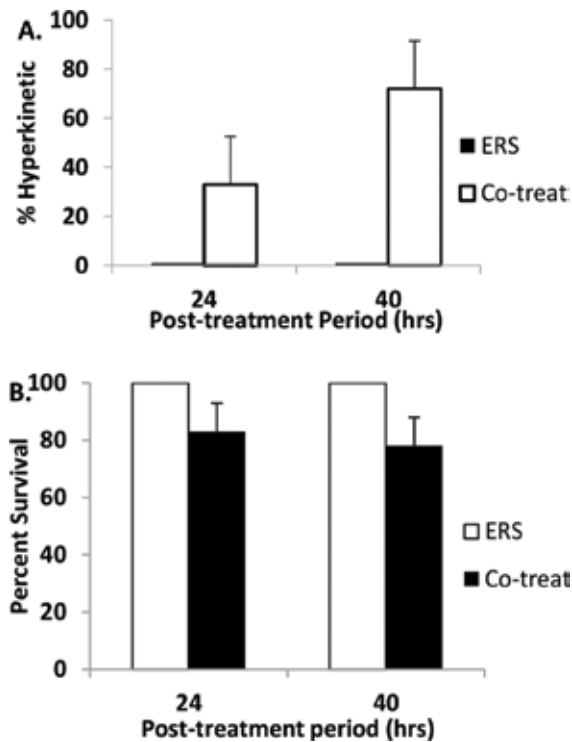 A.
% Hyperkinetic
100
80
60
40
20
0
24
40
Post-treatment Period (hrs)
ERS
Co-treat
B.
Percent Survival
100
80
60
40
20
0
24
40
Post-treatment period (hrs)
ERS
Co-treat